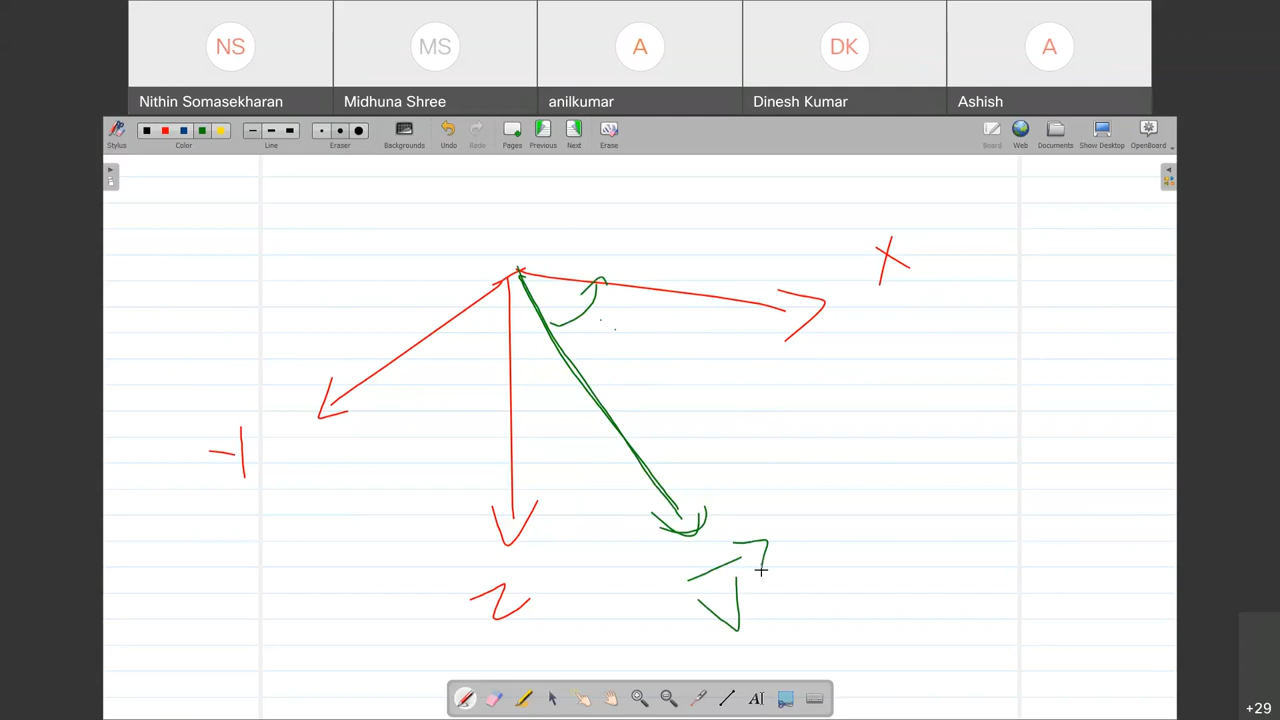 NS MS A DK A
Nithin Somasekharan Midhuna Shree anilkumar Dinesh Kumar Ashish
Stylus Color Line Eraser Backgrounds Undo Redo Pages Previous Next Erase Board Web Documents Show Desktop OpenBoard
X
Z
V
AI
+29